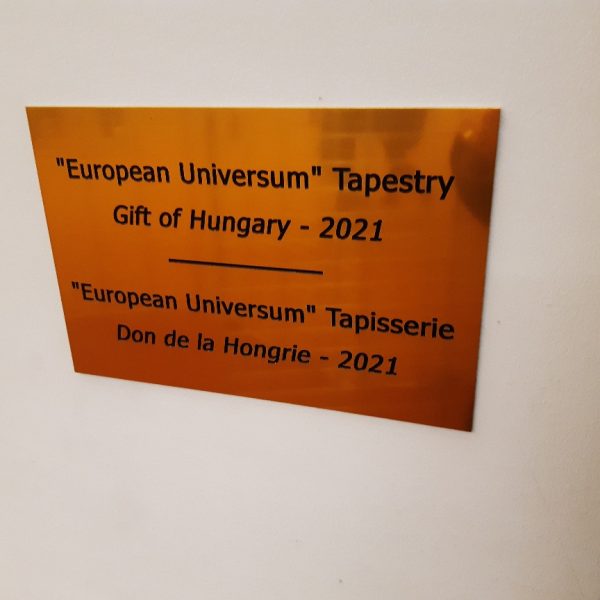 "European Universum" Tapestry
Gift of Hungary - 2021
"European Universum" Tapisserie
Don de la Hongrie - 2021